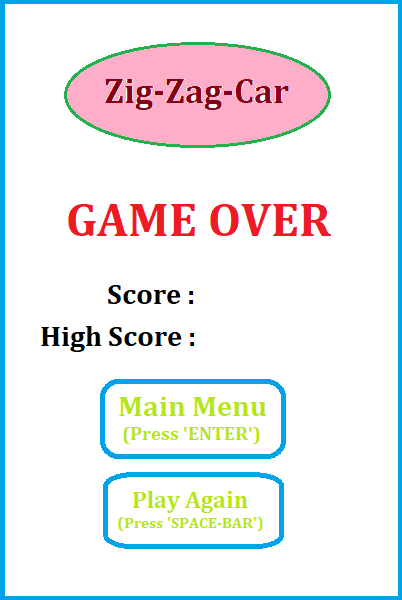 Zig-Zag-Car
GAME OVER
Score :
High Score :
Main Menu
(Press 'ENTER')
Play Again
(Press 'SPACE-BAR')